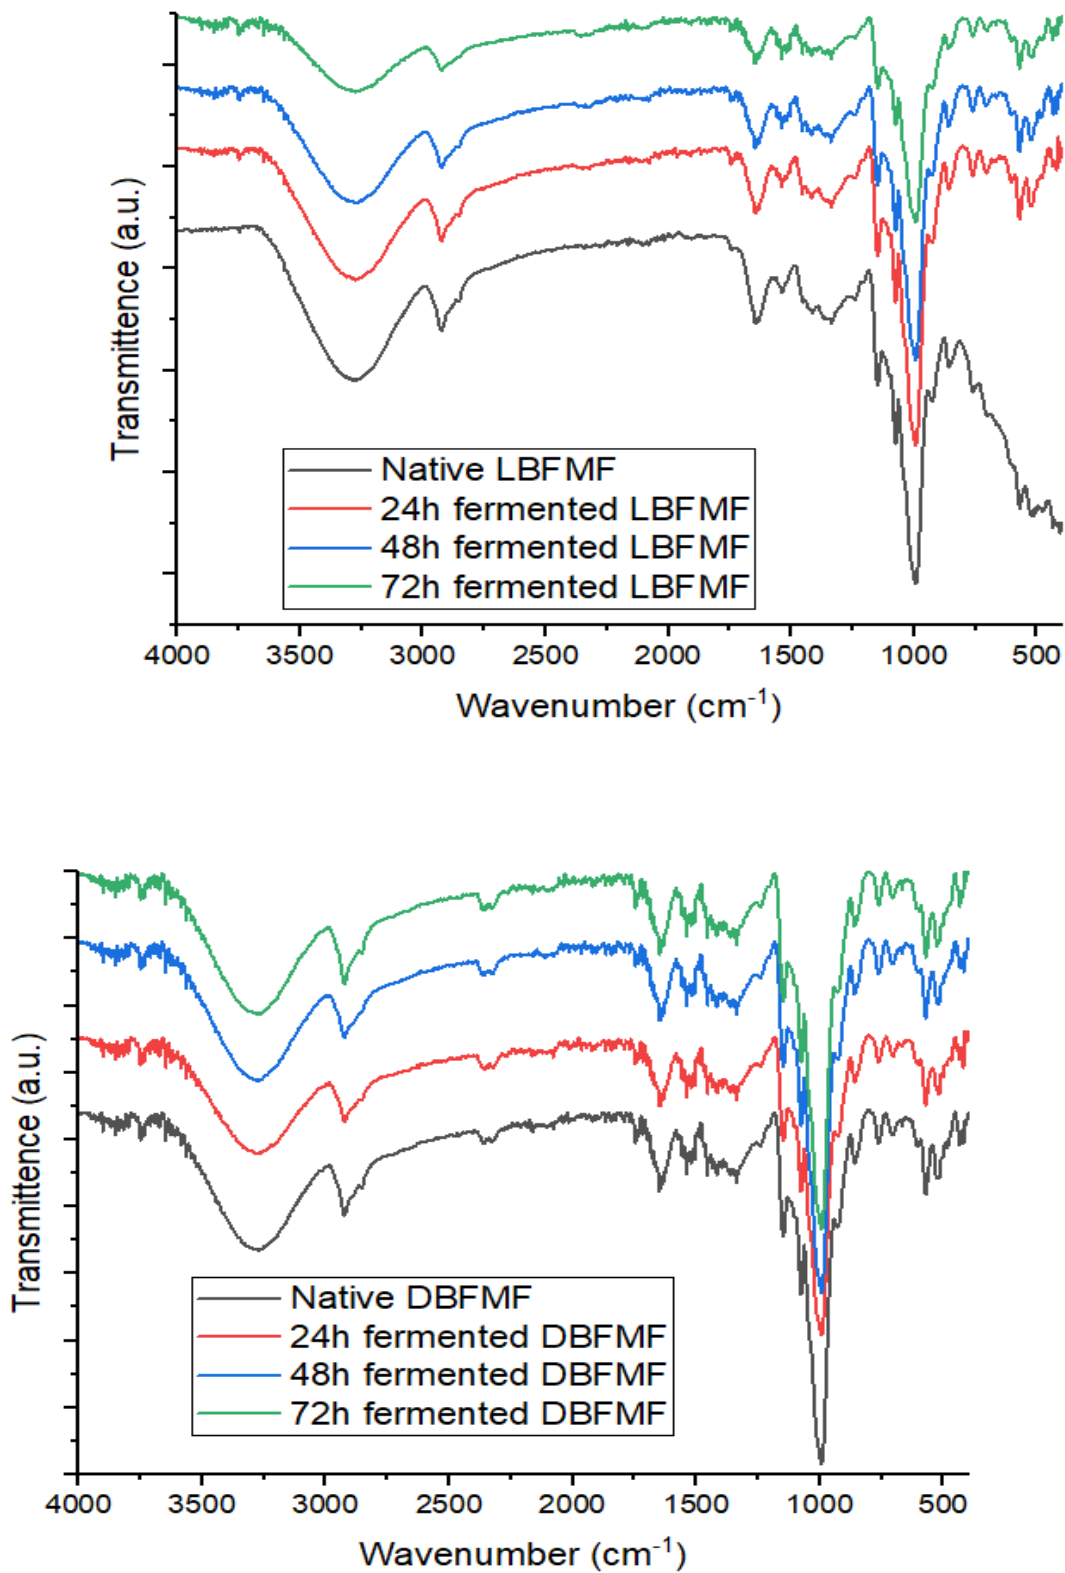 Transmittence (a.u.)
Native LBFMF
24h fermented LBFMF
48h fermented LBFMF
72h fermented LBFMF
4000 3500 3000 2500 2000 1500 1000 500
Wavenumber (cm⁻¹)
Transmittence (a.u.)
Native DBFMF
24h fermented DBFMF
48h fermented DBFMF
72h fermented DBFMF
4000 3500 3000 2500 2000 1500 1000 500
Wavenumber (cm⁻¹)